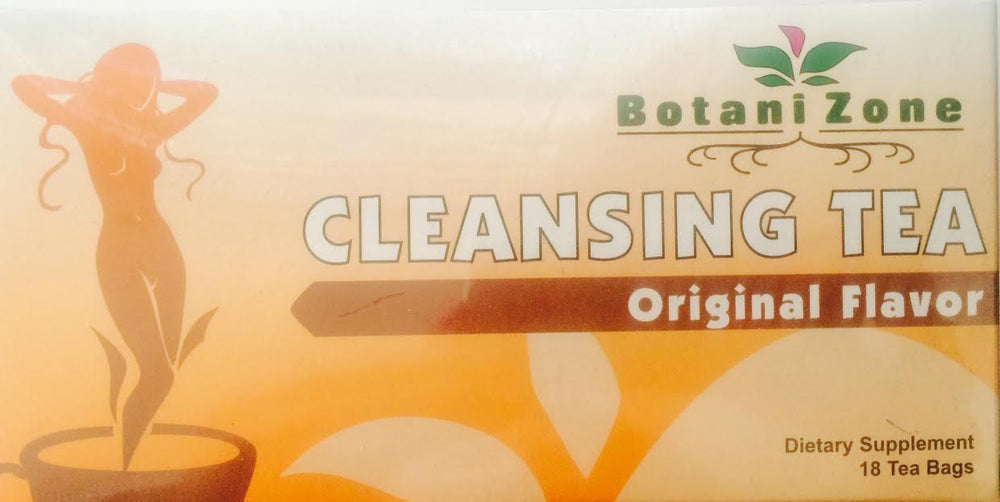 Botani Zone
CLEANSING TEA
Original Flavor
Dietary Supplement
18 Tea Bags